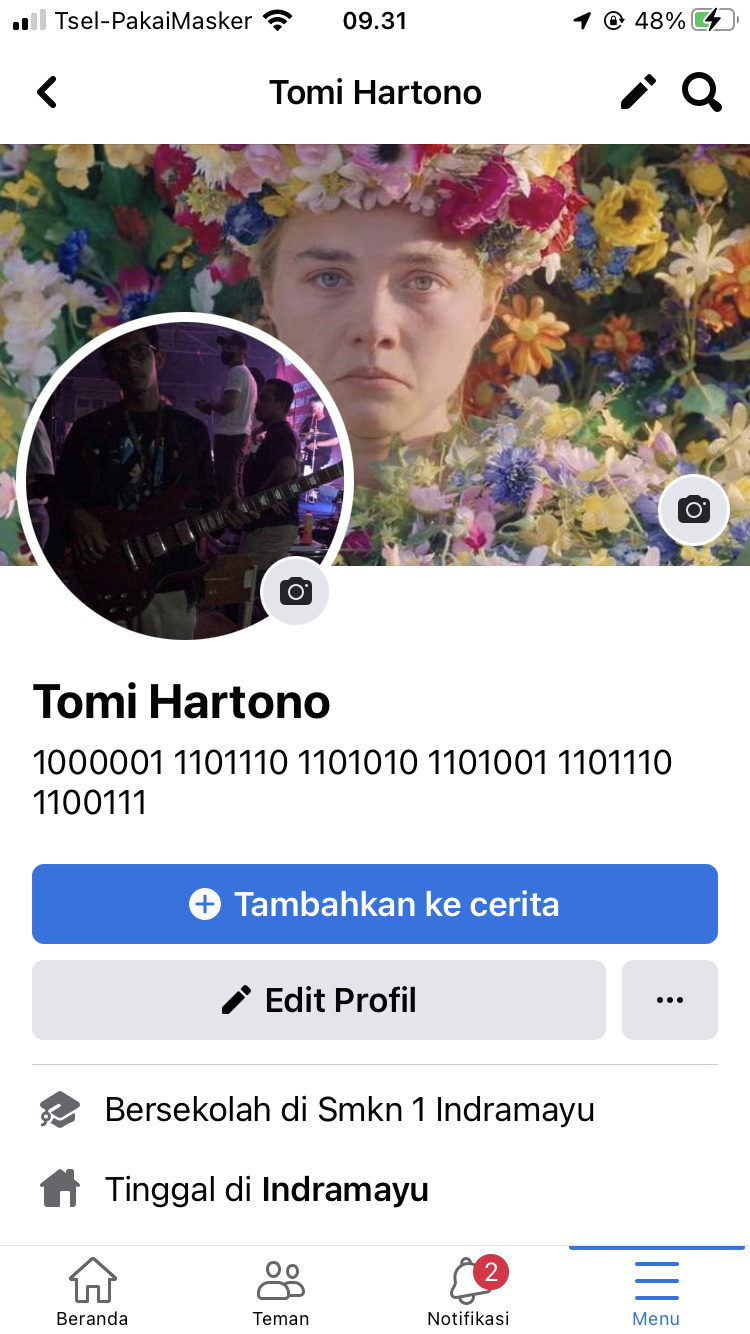 Tsel-PakaiMasker 09.31 48%
Tomi Hartono
Tomi Hartono
1000001 1101110 1101010 1101001 1101110
1100111
Tambahkan ke cerita
Edit Profil
Bersekolah di Smkn 1 Indramayu
Tinggal di Indramayu
2
Beranda Teman Notifikasi Menu